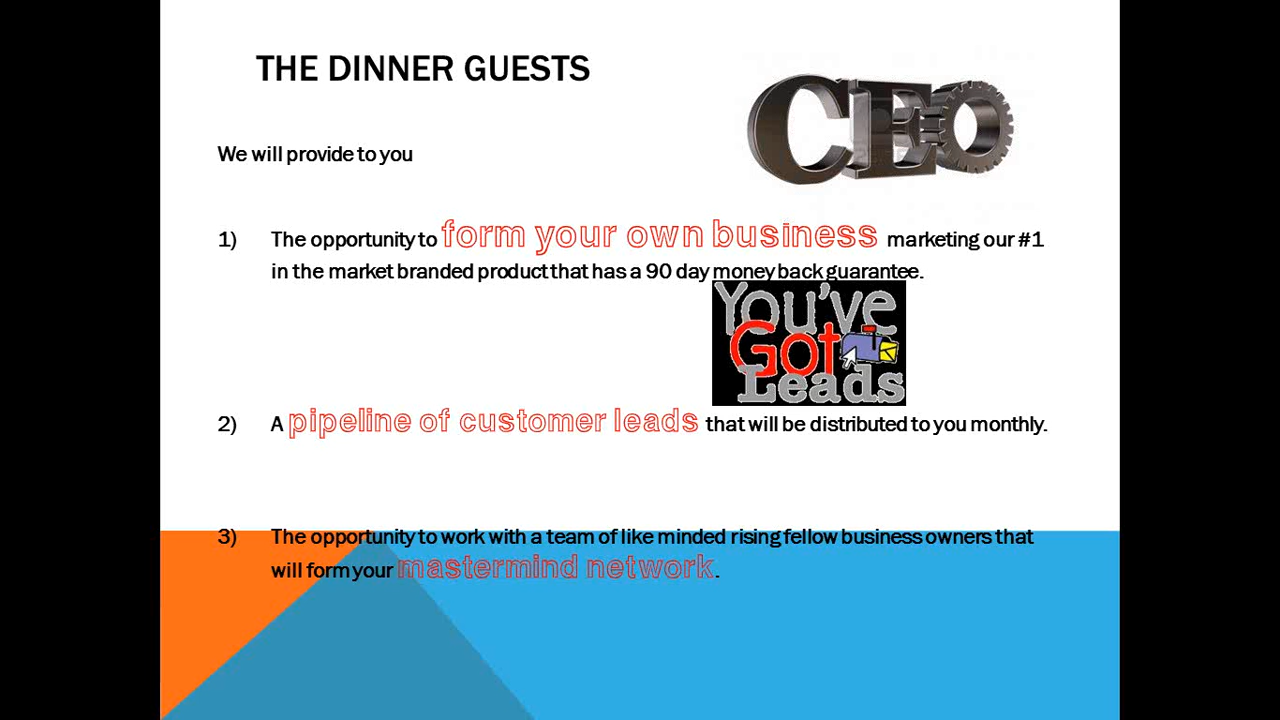 THE DINNER GUESTS
CEO
We will provide to you
1) The opportunity to form your own business marketing our #1
in the market branded product that has a 90 day money back guarantee.
You've
Got
Leads
2) A pipeline of customer leads that will be distributed to you monthly.
3) The opportunity to work with a team of like minded rising fellow business owners that
will form your mastermind network.